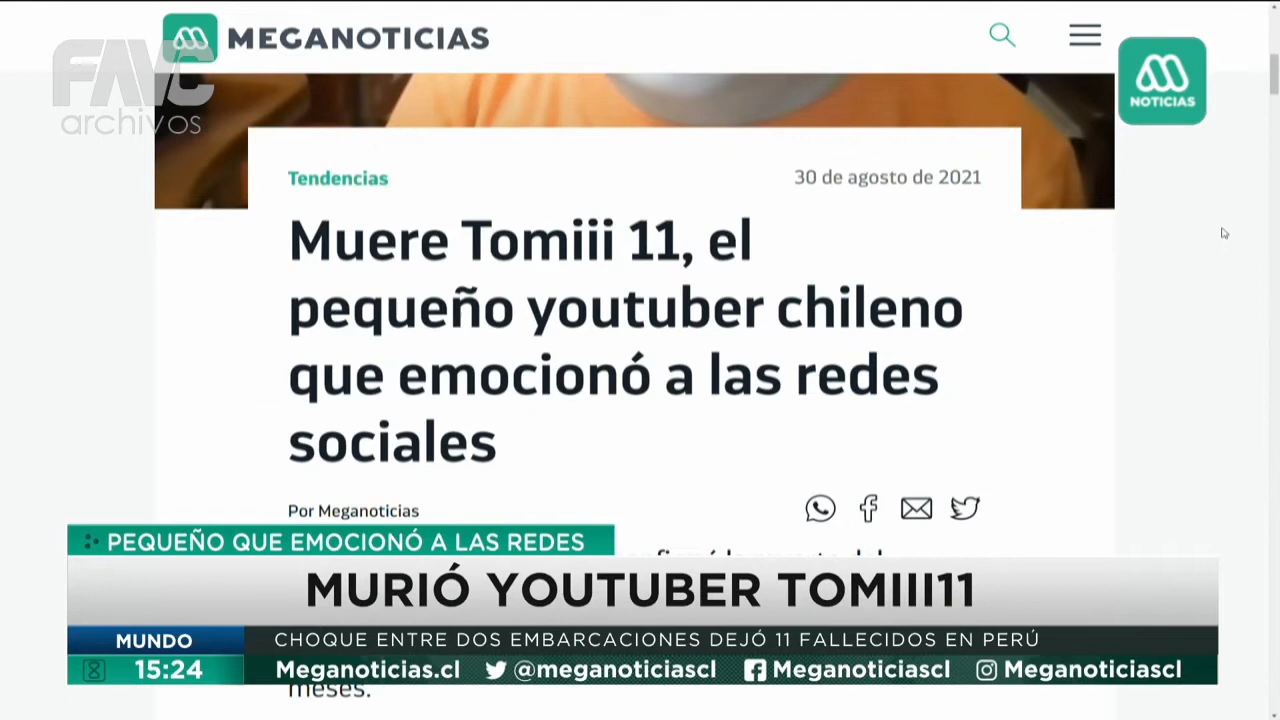 MEGANOTICIAS
FAVC
archivos
NOTICIAS
Tendencias
30 de agosto de 2021
Muere Tomiii 11, el
pequeño youtuber chileno
que emocionó a las redes
sociales
Por Meganoticias
PEQUEÑO QUE EMOCIONÓ A LAS REDES
MURIÓ YOUTUBER TOMIII11
MUNDO
CHOQUE ENTRE DOS EMBARCACIONES DEJÓ 11 FALLECIDOS EN PERÚ
15:24
Meganoticias.cl @meganoticiascl Meganoticiascl Meganoticiascl
meses.